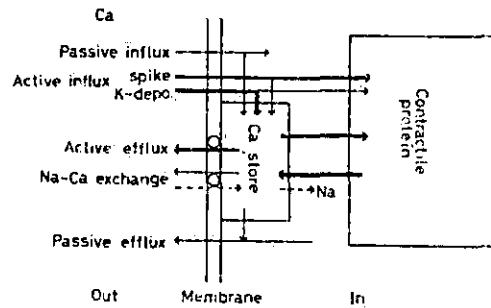 Ca
Passive influx
Active influx spike
K-depo.
Ca store
Contractile protein
Active efflux
Na-Ca exchange
Na
Passive efflux
Out Membrane In